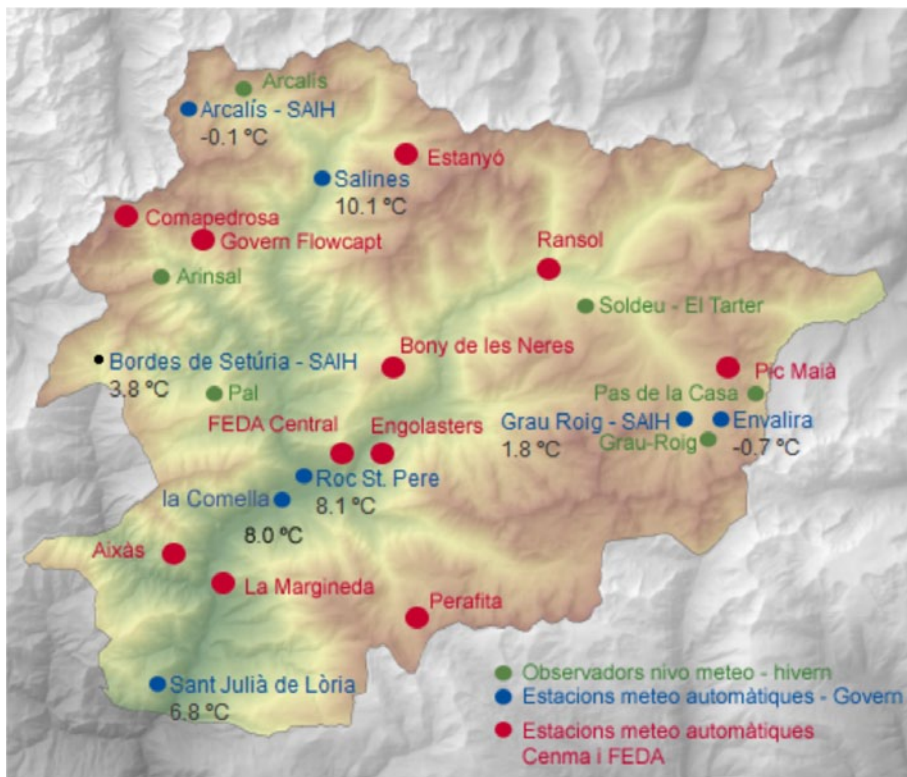 Arcalís
Arcalís - SAIH
-0.1 ºC
Estanyó
Salines
10.1 ºC
Comapedrosa
Govern Flowcapt
Ransol
Arinsal
Soldeu - El Tarter
Bony de les Neres
Bordes de Setúria - SAIH
3.8 ºC
Pic Maià
Pal
Pas de la Casa
FEDA Central
Engolasters
Grau Roig - SAIH
1.8 ºC
Envalira
-0.7 ºC
Grau-Roig
Roc St. Pere
8.1 ºC
la Comella
8.0 ºC
Aixàs
La Margineda
Perafita
Sant Julià de Lòria
6.8 ºC
Observadors nivo meteo - hivern
Estacions meteo automàtiques - Govern
Estacions meteo automàtiques
Cenma i FEDA